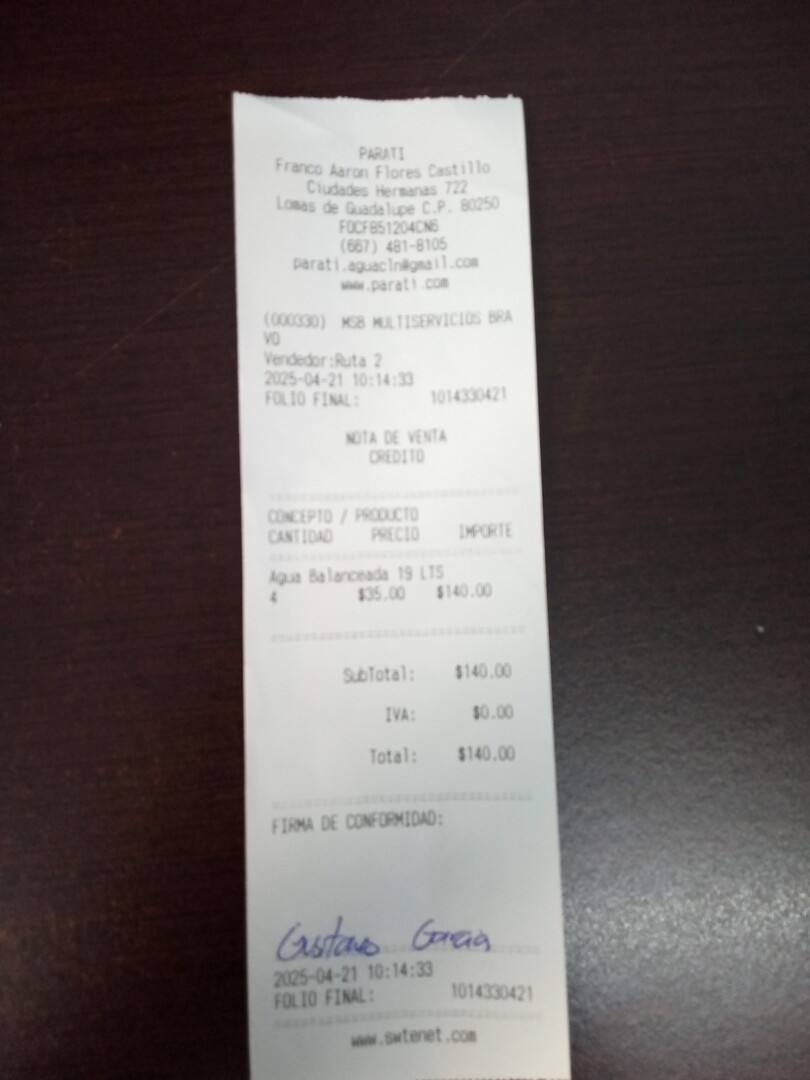 PARATI
Franco Aaron Flores Castillo
Ciudades Hermanas 722
Lomas de Guadalupe C.P. 80250
FOCF851204CN6
(667) 481-8105
parati.aguacln@gmail.com
www.parati.com
(000330) MSB MULTISERVICIOS BRA
VO
Vendedor:Ruta 2
2025-04-21 10:14:33
FOLIO FINAL: 1014330421
NOTA DE VENTA
CREDITO
CONCEPTO / PRODUCTO
CANTIDAD PRECIO IMPORTE
Agua Balanceada 19 LTS
4 $35.00 $140.00
SubTotal: $140.00
IVA: $0.00
Total: $140.00
FIRMA DE CONFORMIDAD:
Gustavo Garcia
2025-04-21 10:14:33
FOLIO FINAL: 1014330421
www.swtenet.com